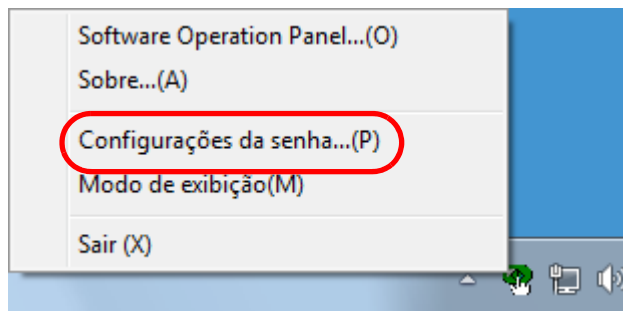 Software Operation Panel...(O)
Sobre...(A)
Configurações da senha...(P)
Modo de exibição(M)
Sair (X)